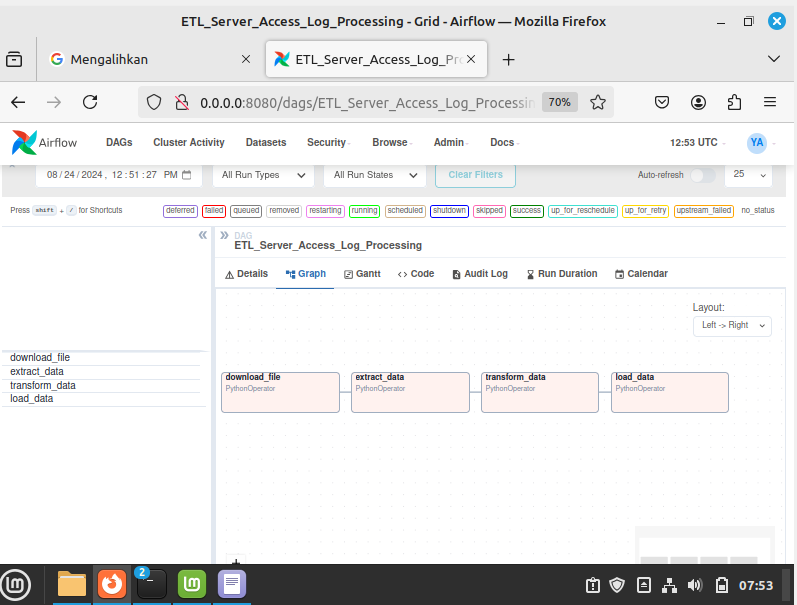 ETL_Server_Access_Log_Processing - Grid - Airflow — Mozilla Firefox
Mengalihkan
ETL_Server_Access_Log_Pr
0.0.0.0:8080/dags/ETL_Server_Access_Log_Processin
70%
Airflow
DAGs
Cluster Activity
Datasets
Security
Browse
Admin
Docs
12:53 UTC
YA
08/24/2024, 12:51:27 PM
All Run Types
All Run States
Clear Filters
Auto-refresh
25
Press shift + / for Shortcuts
deferred
failed
queued
removed
restarting
running
scheduled
shutdown
skipped
success
up_for_reschedule
up_for_retry
upstream_failed
no_status
DAG
ETL_Server_Access_Log_Processing
Details
Graph
Gantt
Code
Audit Log
Run Duration
Calendar
Layout:
Left -> Right
download_file
extract_data
transform_data
load_data
download_file
PythonOperator
extract_data
PythonOperator
transform_data
PythonOperator
load_data
PythonOperator
2
07:53